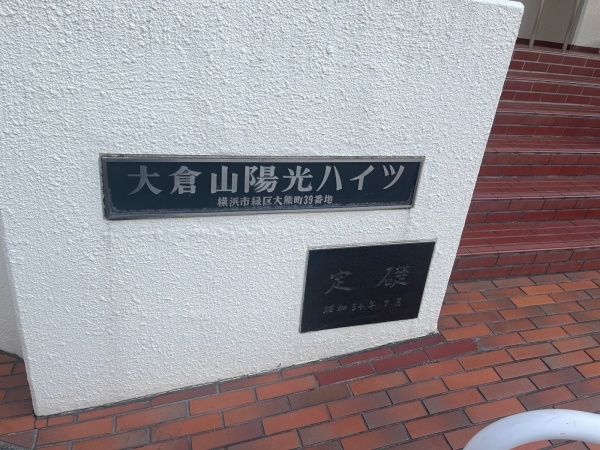 大倉山陽光ハイツ
横浜市緑区大熊町39番地
定礎
昭和54年7月